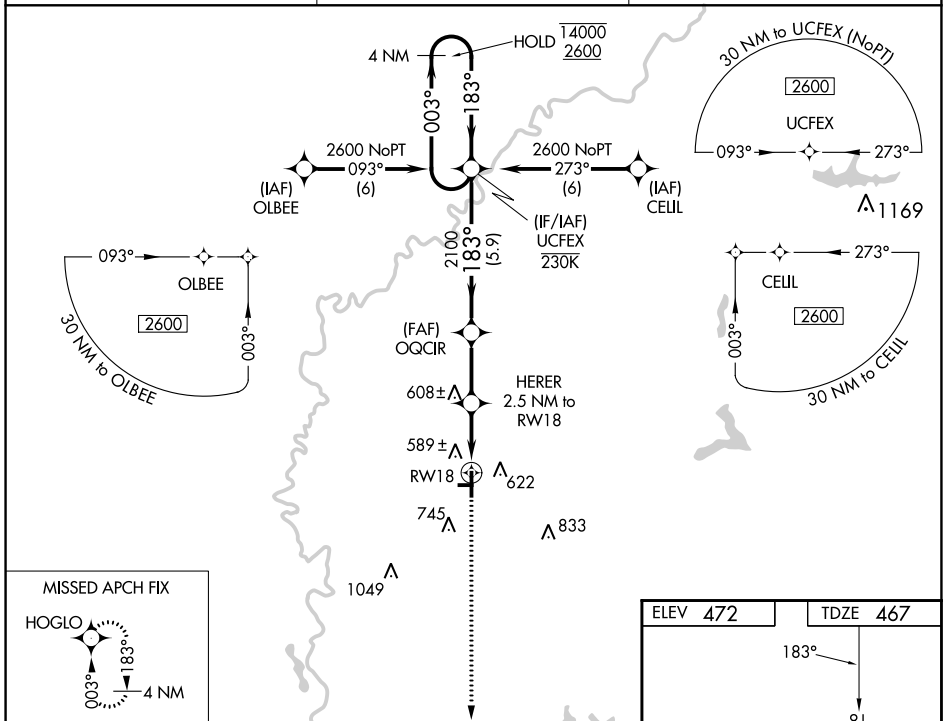 HOLD 14000
2600
4 NM
003°
183°
30 NM to UCFEX (NoPT)
2600
UCFEX
093°
273°
2600 NoPT
093°
(6)
2600 NoPT
273°
(6)
(IAF)
OLBEE
(IAF)
CELIL
(IF/IAF)
UCFEX
230K
1169
2100
183°
(5.9)
093°
OLBEE
2600
003°
30 NM to OLBEE
273°
CELIL
2600
003°
30 NM to CELIL
(FAF)
OQCIR
608±
HERER
2.5 NM to
RW18
589±
RW18
622
745
833
1049
MISSED APCH FIX
HOGLO
003°
183°
4 NM
ELEV 472
TDZE 467
183°
18